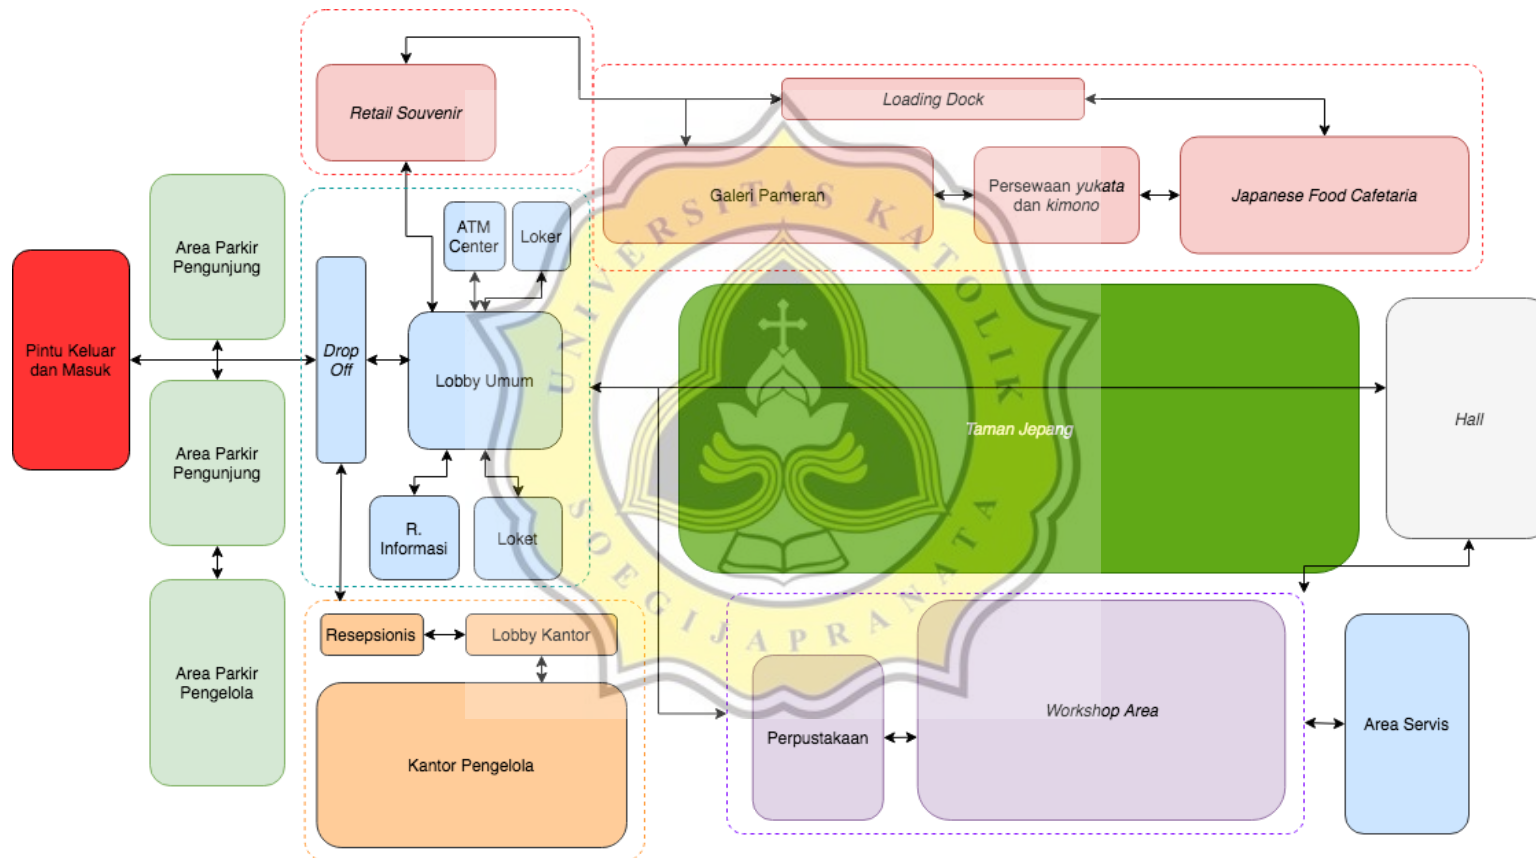 Retail Souvenir
Loading Dock
Galeri Pameran
Persewaan yukata
dan kimono
Japanese Food Cafetaria
Area Parkir
Pengunjung
ATM
Center
Loker
Pintu Keluar
dan Masuk
Drop
Off
Lobby Umum
Area Parkir
Pengunjung
Taman Jepang
Hall
R.
Informasi
Loket
Area Parkir
Pengelola
Resepsionis
Lobby Kantor
Kantor Pengelola
Perpustakaan
Workshop Area
Area Servis
UNIVERSITAS KATOLIK
SOEGIJAPRANATA